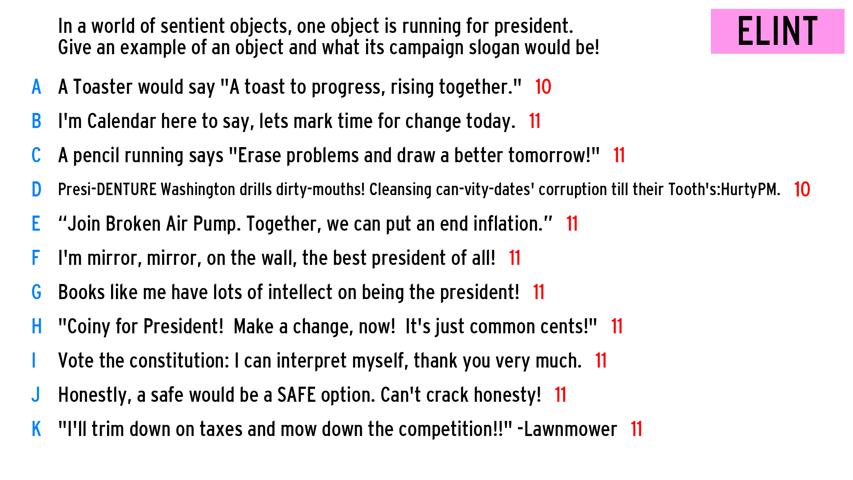 In a world of sentient objects, one object is running for president.
Give an example of an object and what its campaign slogan would be!
ELINT
A A Toaster would say "A toast to progress, rising together." 10
B I'm Calendar here to say, lets mark time for change today. 11
C A pencil running says "Erase problems and draw a better tomorrow!" 11
D Presi-DENTURE Washington drills dirty-mouths! Cleansing can-vity-dates' corruption till their Tooth's:HurtyPM. 10
E “Join Broken Air Pump. Together, we can put an end inflation.” 11
F I'm mirror, mirror, on the wall, the best president of all! 11
G Books like me have lots of intellect on being the president! 11
H "Coiny for President!  Make a change, now!  It's just common cents!" 11
I Vote the constitution: I can interpret myself, thank you very much. 11
J Honestly, a safe would be a SAFE option. Can't crack honesty! 11
K "I'll trim down on taxes and mow down the competition!!" -Lawnmower 11